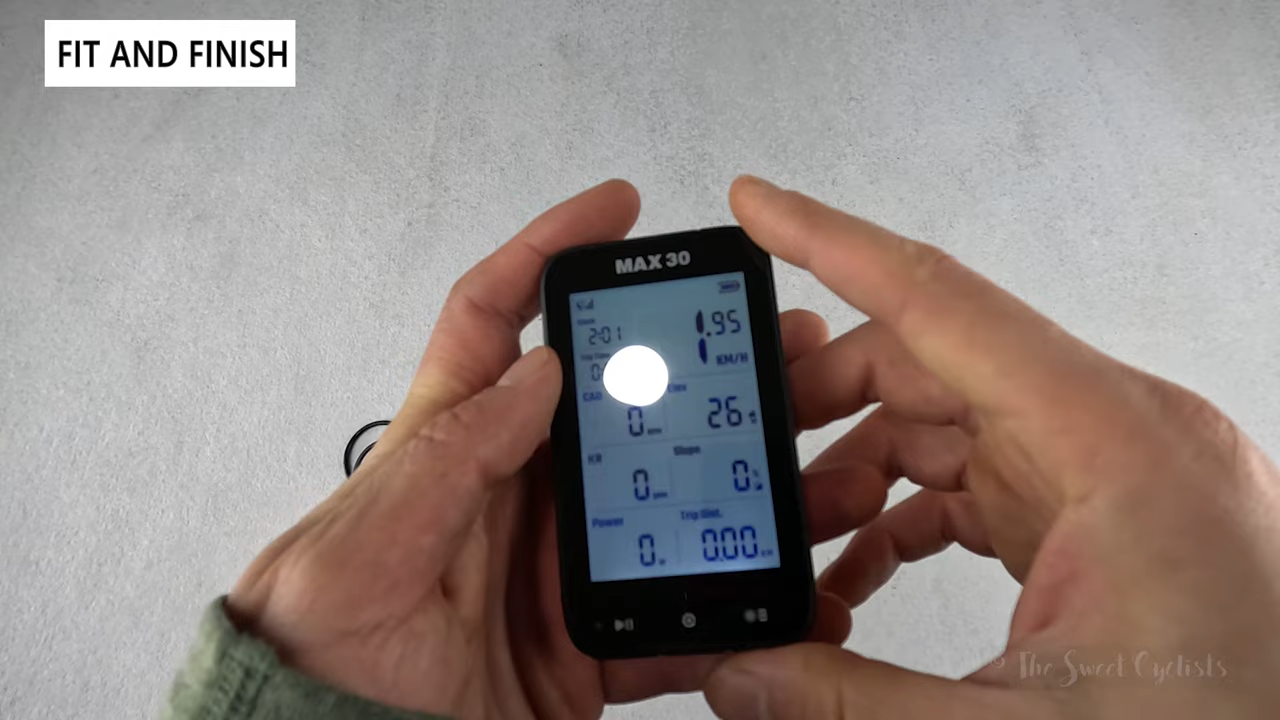 FIT AND FINISH
MAX 30
2:01
1.95
KM/H
CAD
0
26
HR
Slope
0
0
Power
Trip Dist.
0
0.00
© The Sweet Cyclists